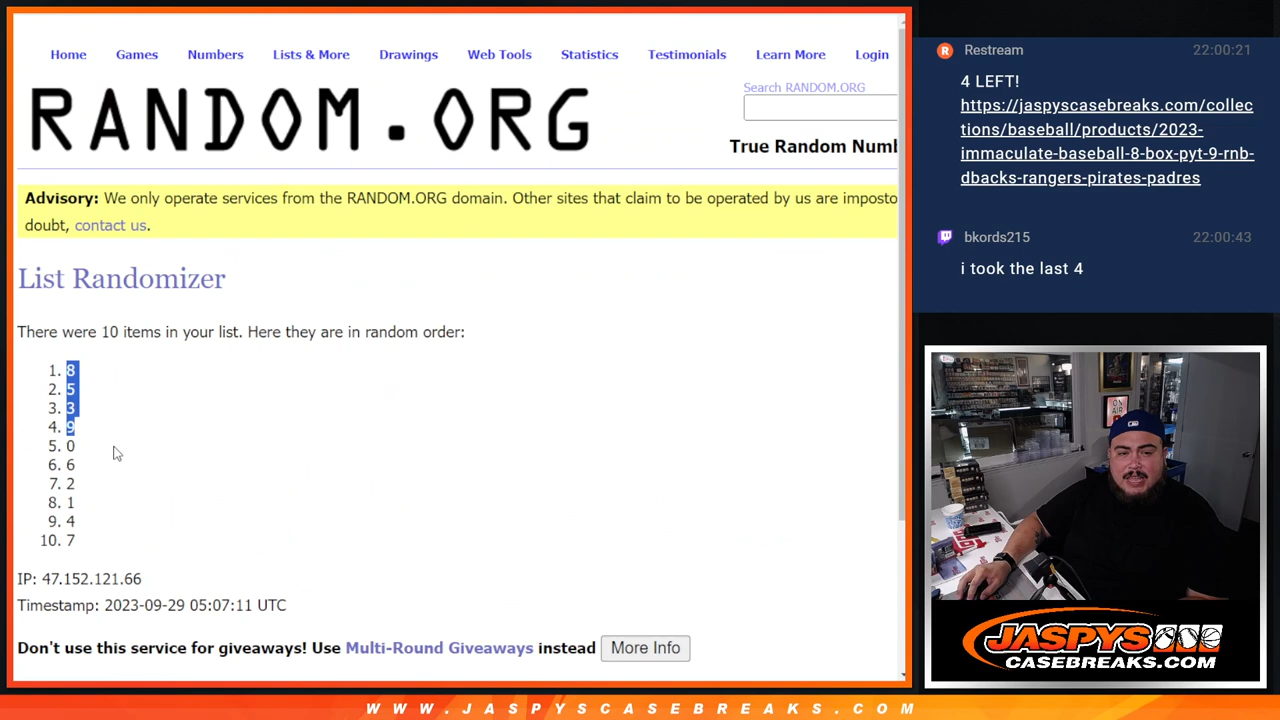 Home Games Numbers Lists & More Drawings Web Tools Statistics Testimonials Learn More Login
RANDOM.ORG
Search RANDOM.ORG
True Random Numb
Advisory: We only operate services from the RANDOM.ORG domain. Other sites that claim to be operated by us are imposto
doubt, contact us.
List Randomizer
There were 10 items in your list. Here they are in random order:
1. 8
2. 5
3. 3
4. 9
5. 0
6. 6
7. 2
8. 1
9. 4
10. 7
IP: 47.152.121.66
Timestamp: 2023-09-29 05:07:11 UTC
Don't use this service for giveaways! Use Multi-Round Giveaways instead More Info
R Restream 22:00:21
4 LEFT!
https://jaspyscasebreaks.com/collec
tions/baseball/products/2023-
immaculate-baseball-8-box-pyt-9-rnb-
dbacks-rangers-pirates-padres
bkords215 22:00:43
i took the last 4
ON
AIR
JASPYS
CASEBREAKS.COM
WWW.JASPYSCASEBREAKS.COM